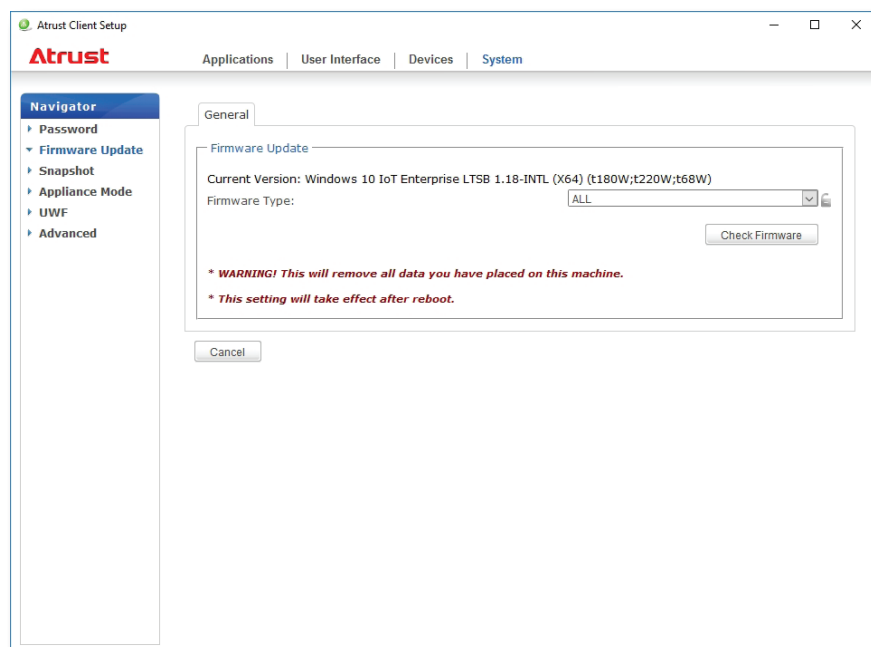 Atrust Client Setup
Atrust
Applications | User Interface | Devices | System
Navigator
Password
Firmware Update
Snapshot
Appliance Mode
UWF
Advanced
General
Firmware Update
Current Version: Windows 10 IoT Enterprise LTSB 1.18-INTL (X64) (t180W;t220W;t68W)
Firmware Type: ALL
Check Firmware
* WARNING! This will remove all data you have placed on this machine.
* This setting will take effect after reboot.
Cancel